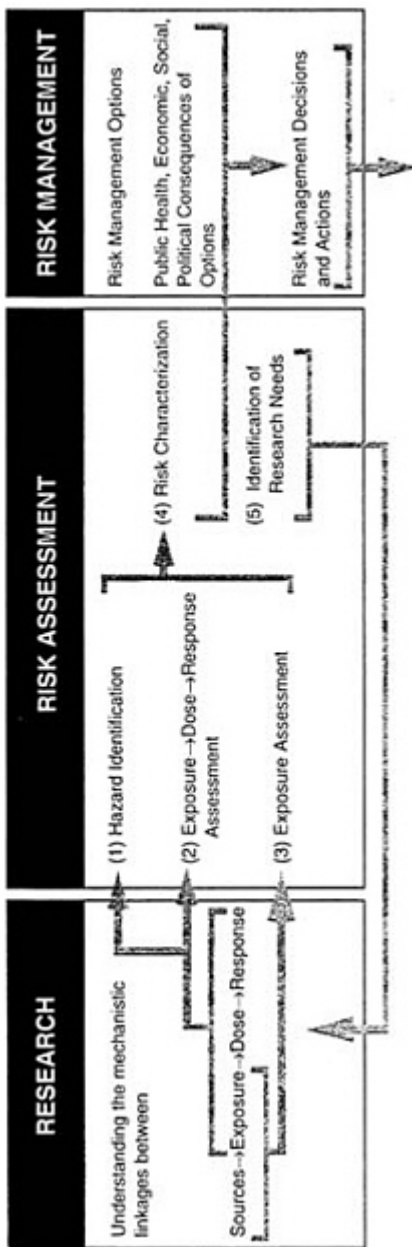 RESEARCH
Understanding the mechanistic
linkages between
Sources→Exposure→Dose→Response
RISK ASSESSMENT
(1) Hazard Identification
(2) Exposure→Dose→Response
Assessment
(3) Exposure Assessment
(4) Risk Characterization
(5) Identification of
Research Needs
RISK MANAGEMENT
Risk Management Options
Public Health, Economic, Social,
Political Consequences of
Options
Risk Management Decisions
and Actions